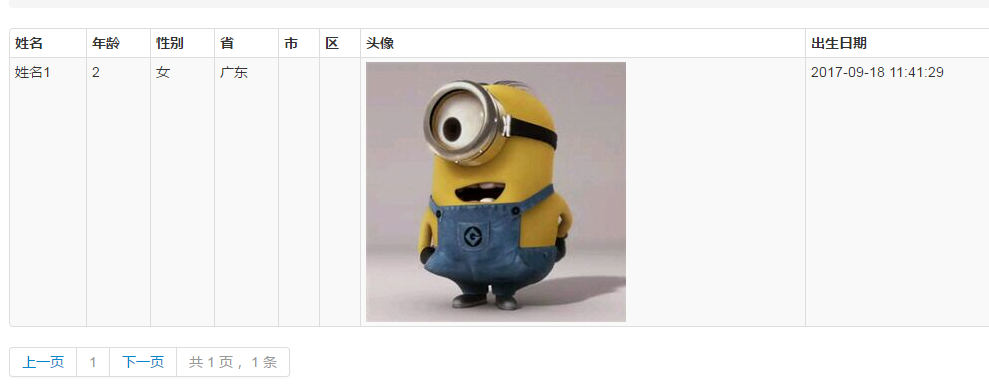 姓名 年龄 性别 省 市 区 头像 出生日期
姓名1 2 女 广东 2017-09-18 11:41:29
上一页 1 下一页 共 1 页，1 条